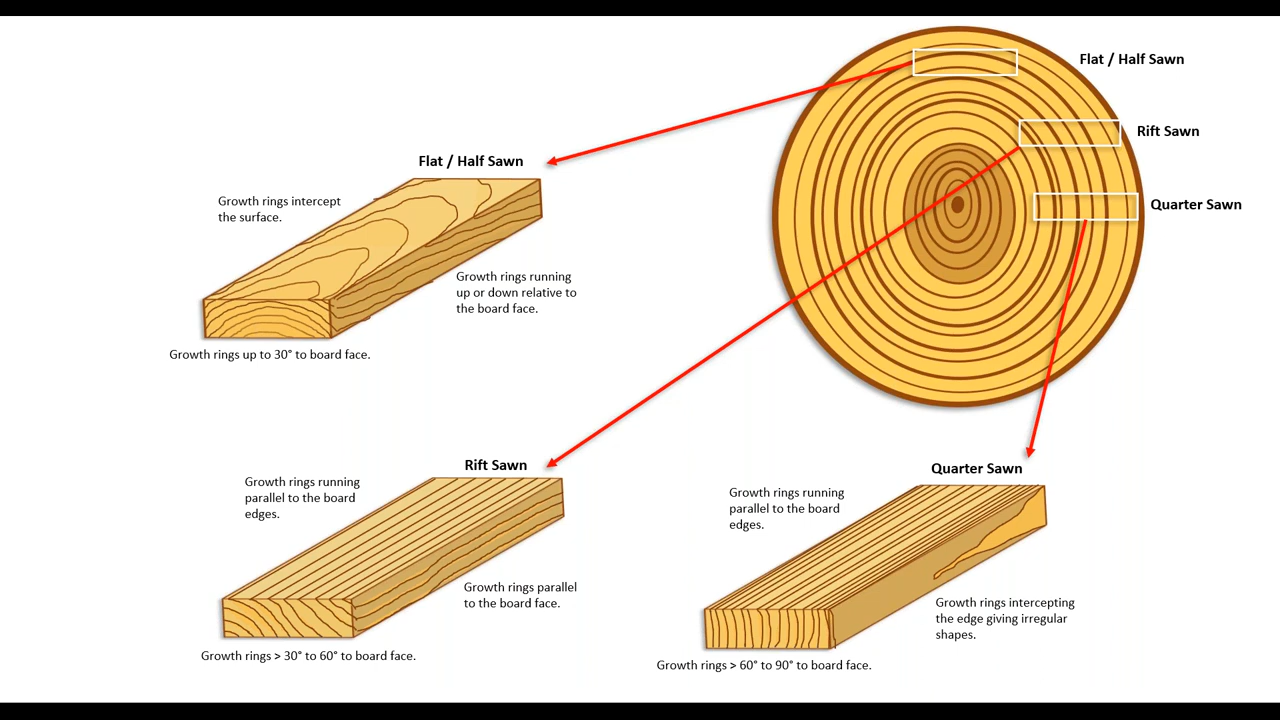 Flat / Half Sawn
Rift Sawn
Quarter Sawn
Flat / Half Sawn
Growth rings intercept
the surface.
Growth rings running
up or down relative to
the board face.
Growth rings up to 30° to board face.
Rift Sawn
Growth rings running
parallel to the board
edges.
Growth rings parallel
to the board face.
Growth rings > 30° to 60° to board face.
Quarter Sawn
Growth rings running
parallel to the board
edges.
Growth rings intercepting
the edge giving irregular
shapes.
Growth rings > 60° to 90° to board face.